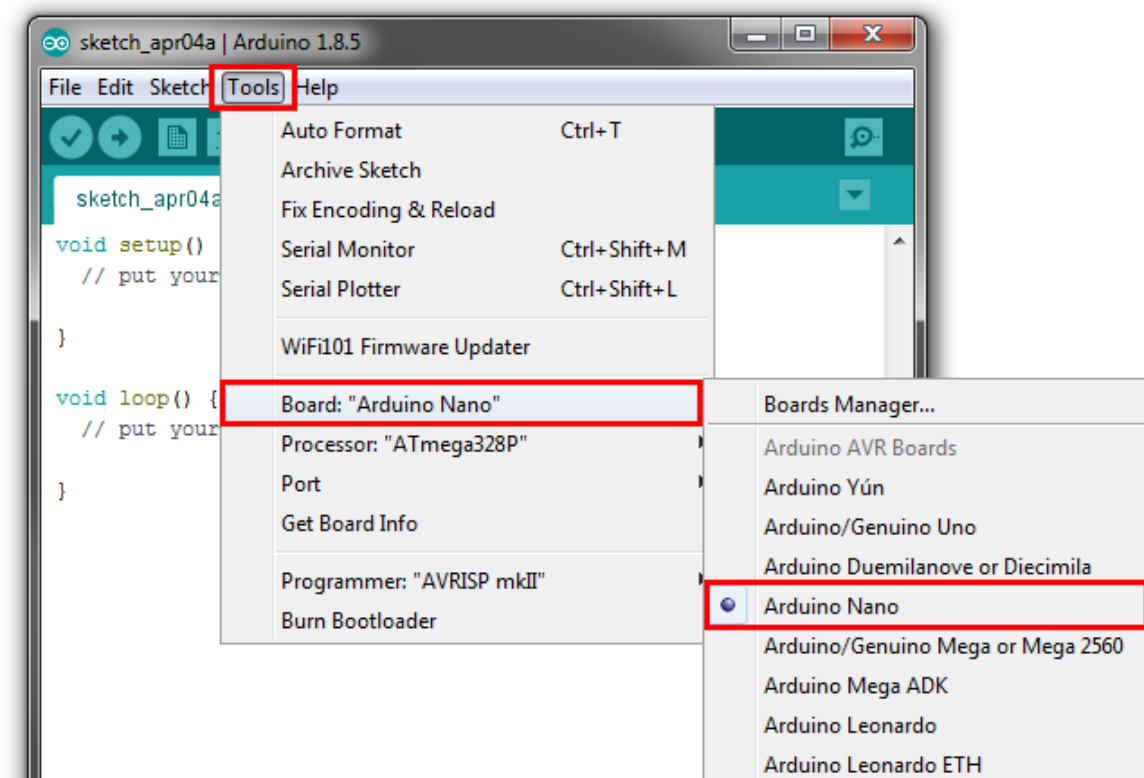 sketch_apr04a | Arduino 1.8.5
File Edit Sketch Tools Help
sketch_apr04a
void setup()
// put your
}
void loop() {
// put your
}
Auto Format Ctrl+T
Archive Sketch
Fix Encoding & Reload
Serial Monitor Ctrl+Shift+M
Serial Plotter Ctrl+Shift+L
WiFi101 Firmware Updater
Board: "Arduino Nano"
Processor: "ATmega328P"
Port
Get Board Info
Programmer: "AVRISP mkII"
Burn Bootloader
Boards Manager...
Arduino AVR Boards
Arduino Yún
Arduino/Genuino Uno
Arduino Duemilanove or Diecimila
Arduino Nano
Arduino/Genuino Mega or Mega 2560
Arduino Mega ADK
Arduino Leonardo
Arduino Leonardo ETH